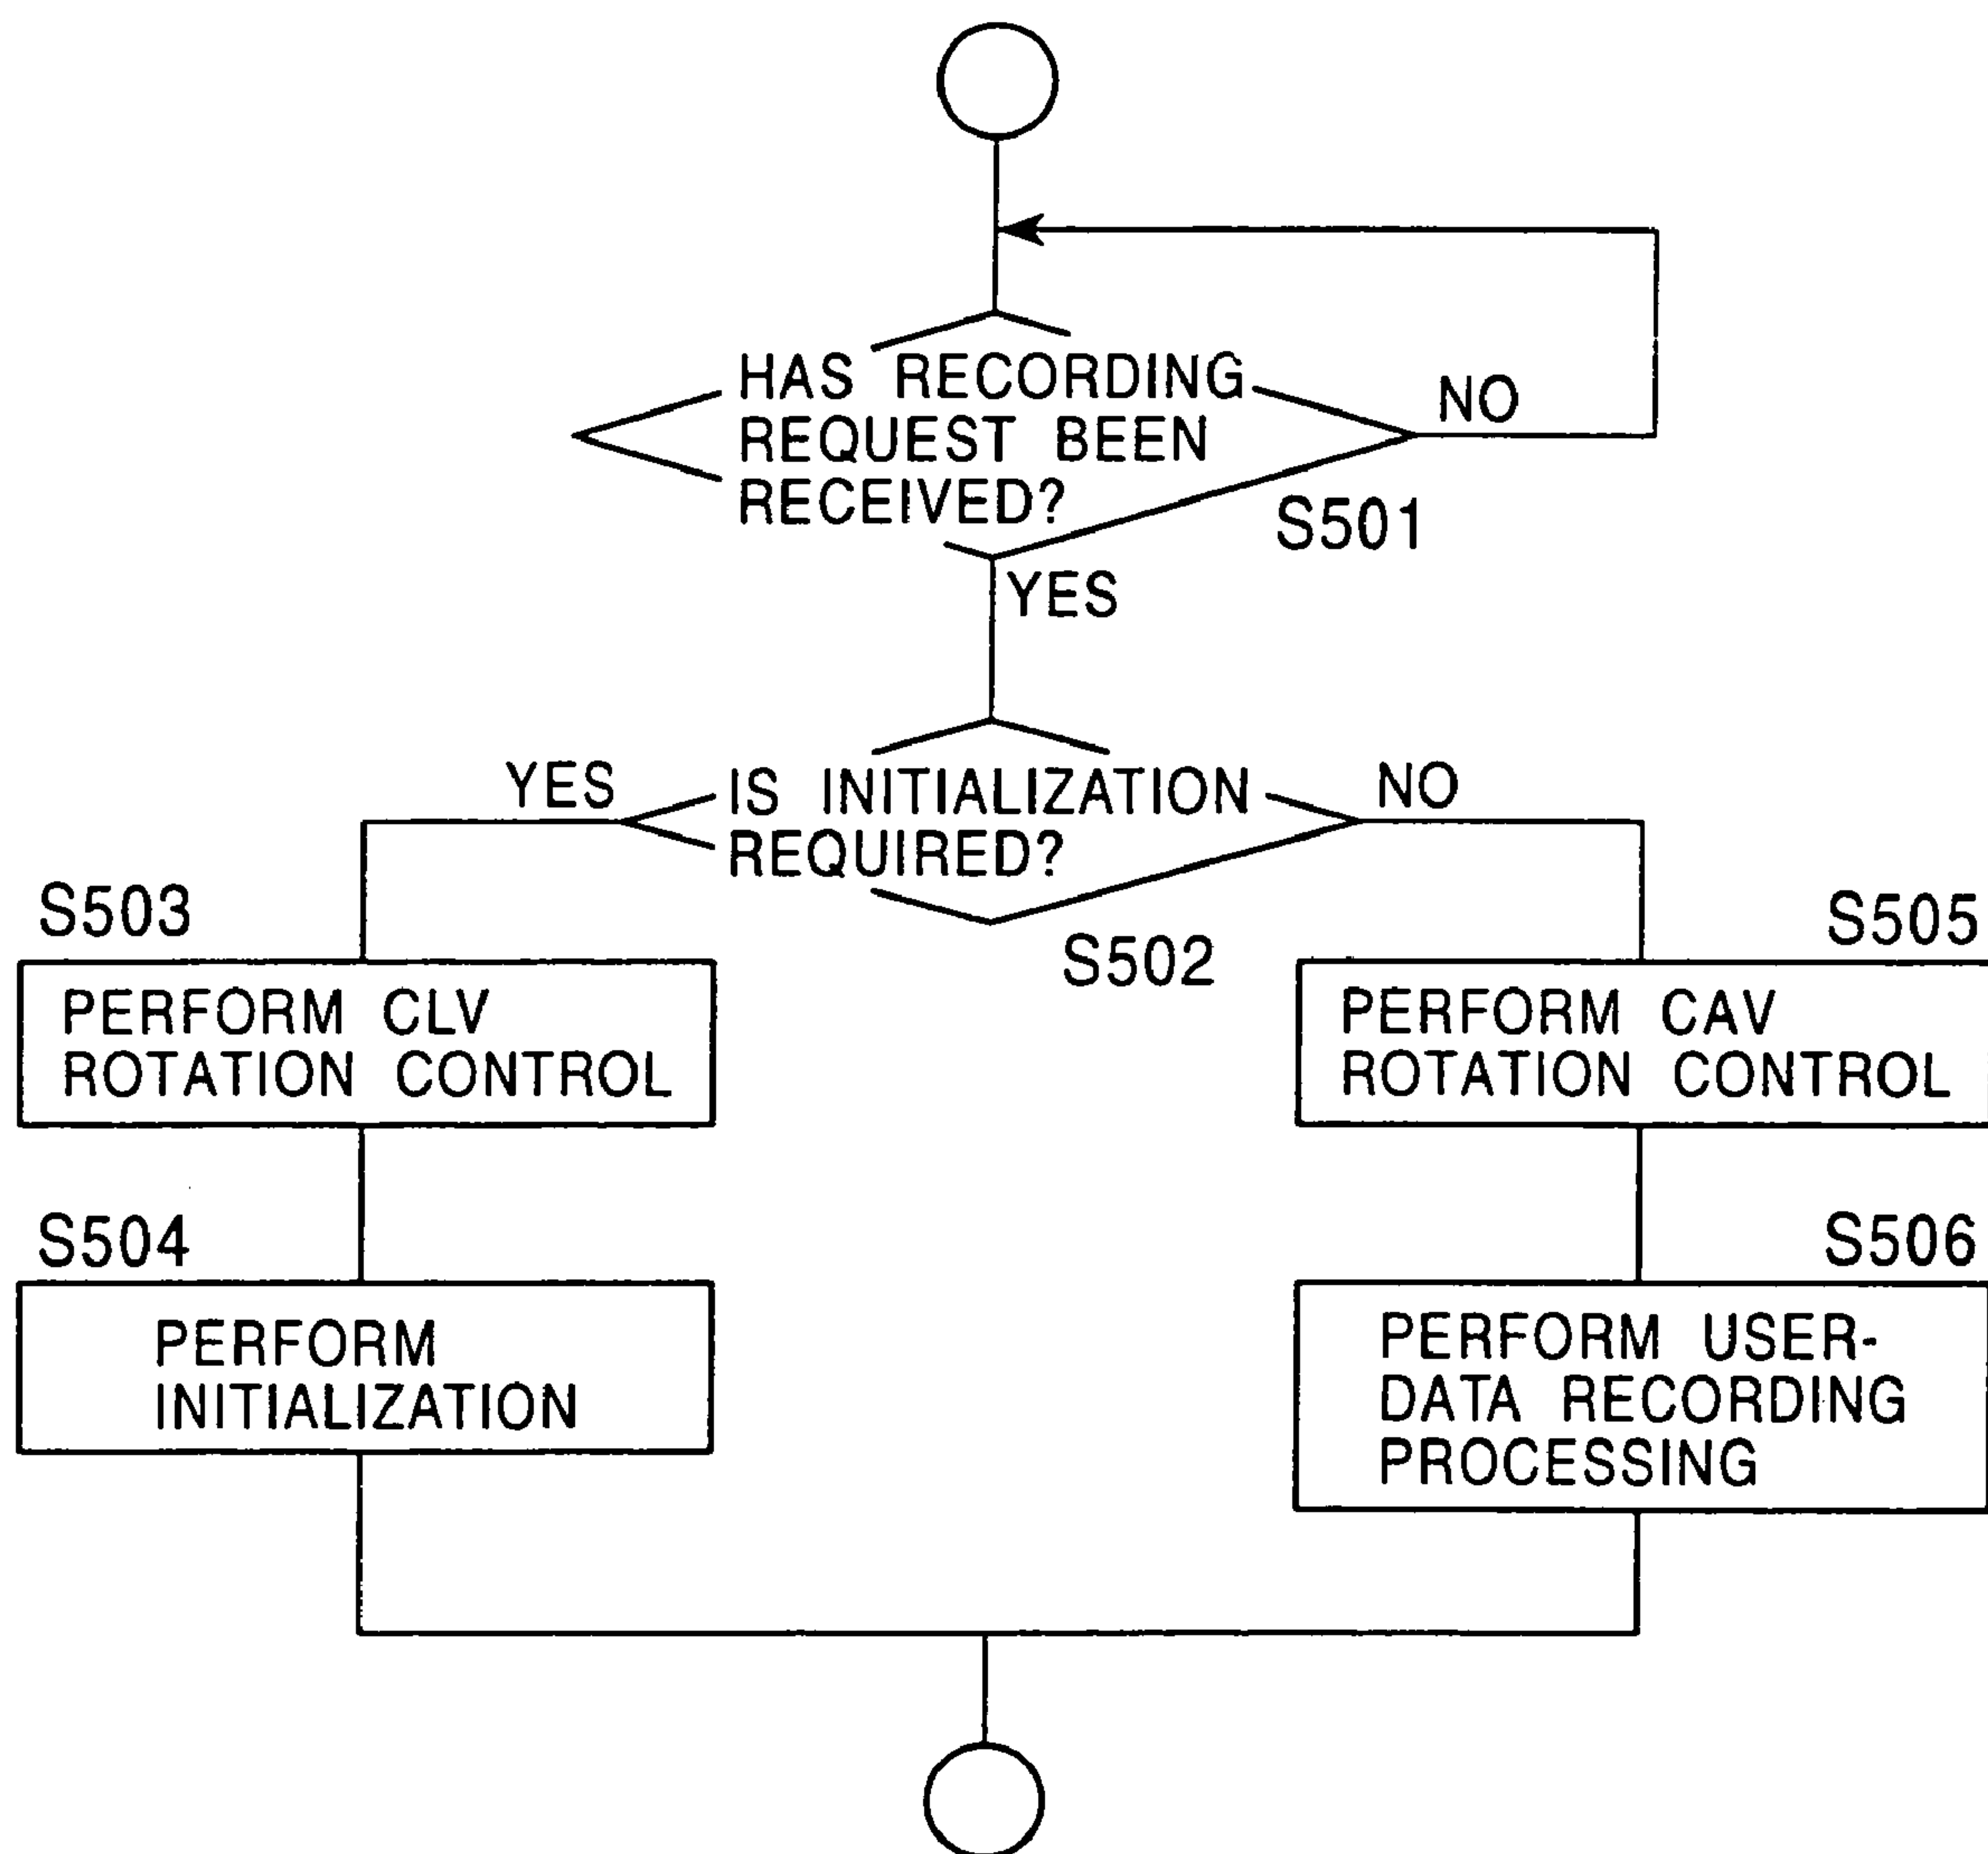 HAS RECORDING
REQUEST BEEN
RECEIVED?
NO
S501
YES
YES
IS INITIALIZATION
REQUIRED?
NO
S502
S503
PERFORM CLV
ROTATION CONTROL
S505
PERFORM CAV
ROTATION CONTROL
S504
PERFORM
INITIALIZATION
S506
PERFORM USER-
DATA RECORDING
PROCESSING